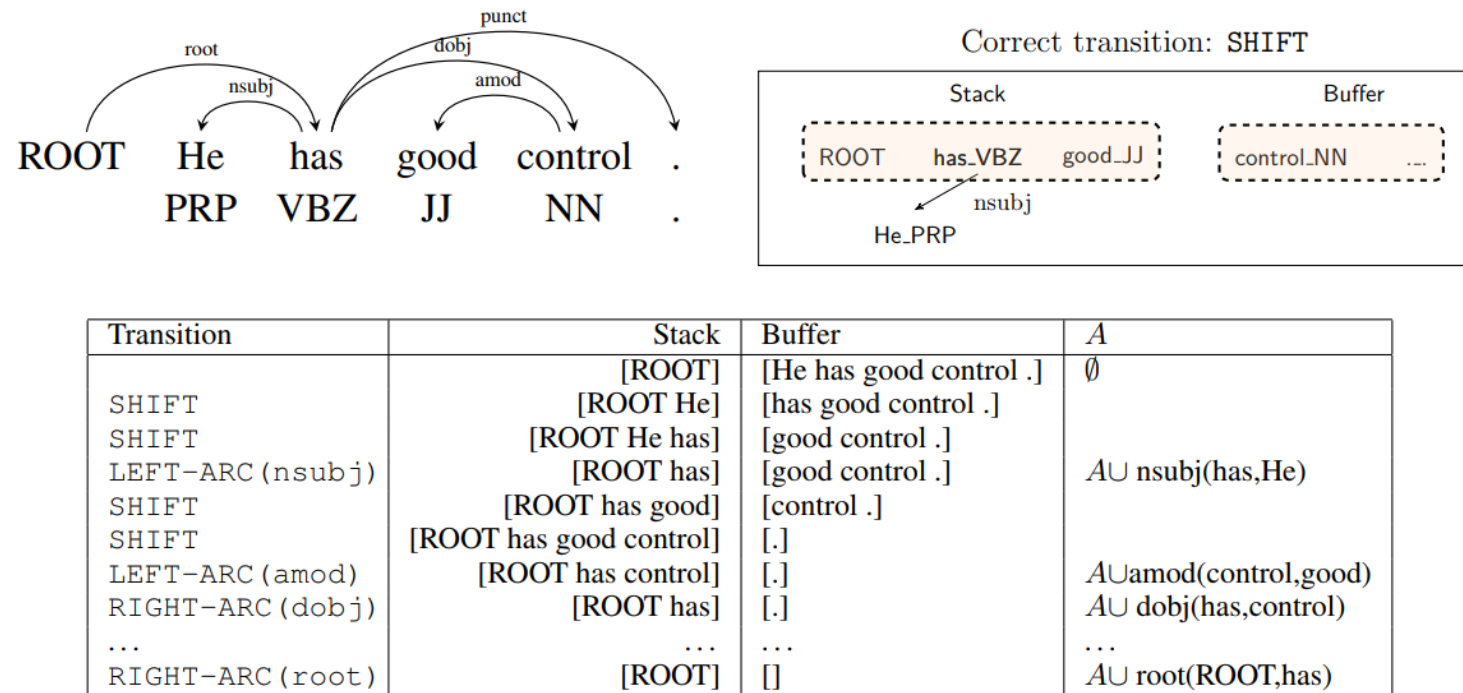 punct
root
dobj
nsubj
amod
ROOT He has good control .
PRP VBZ JJ NN .
Correct transition: SHIFT
Stack Buffer
ROOT has_VBZ good_JJ control_NN ._.
nsubj
He_PRP
Transition Stack Buffer A
[ROOT] [He has good control .] ∅
SHIFT [ROOT He] [has good control .]
SHIFT [ROOT He has] [good control .]
LEFT-ARC(nsubj) [ROOT has] [good control .] A∪ nsubj(has,He)
SHIFT [ROOT has good] [control .]
SHIFT [ROOT has good control] [.]
LEFT-ARC(amod) [ROOT has control] [.] A∪amod(control,good)
RIGHT-ARC(dobj) [ROOT has] [.] A∪ dobj(has,control)
... ... ... ...
RIGHT-ARC(root) [ROOT] [] A∪ root(ROOT,has)